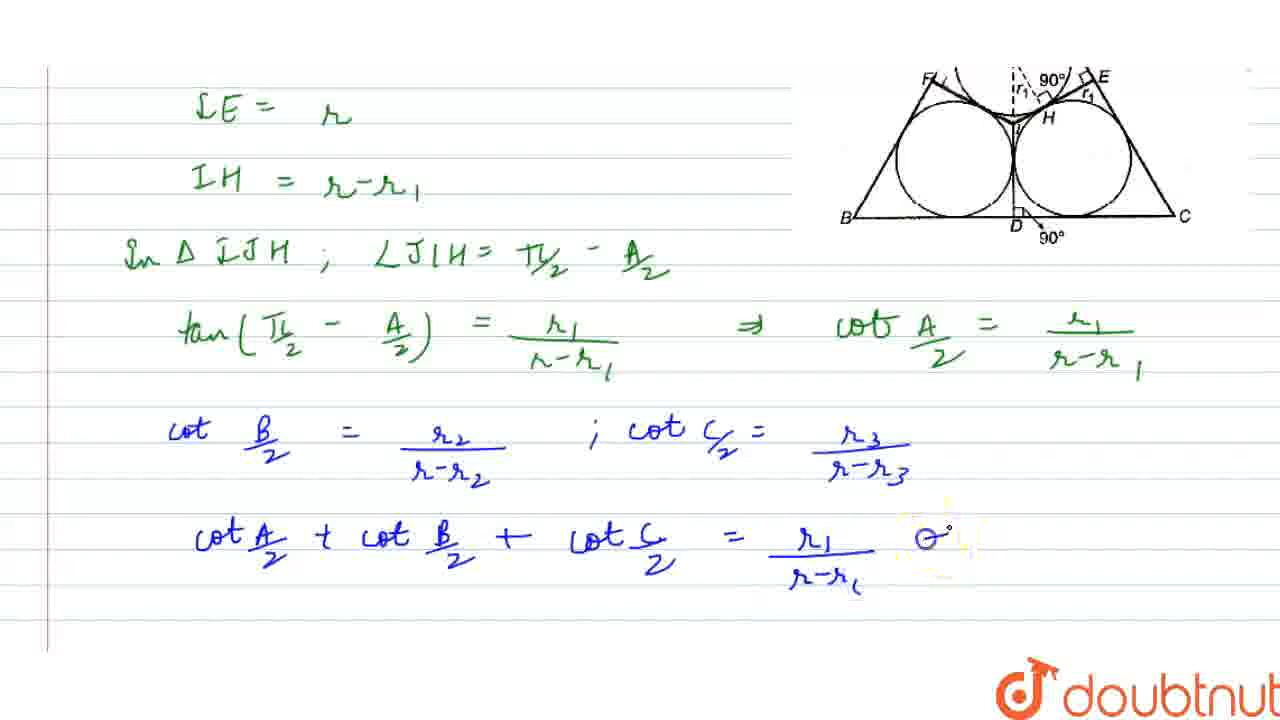 IE = r
IH = r-r1
In Δ IJH ; ∠JIH = π/2 - A/2
tan(π/2 - A/2) = r1/r-r1 ⇒ cot A/2 = r1/r-r1
cot B/2 = r2/r-r2 ; cot C/2 = r3/r-r3
cot A/2 + cot B/2 + cot C/2 = r1/r-r1
F 90° E
r1 r1
H
B D C
90°
doubtnut